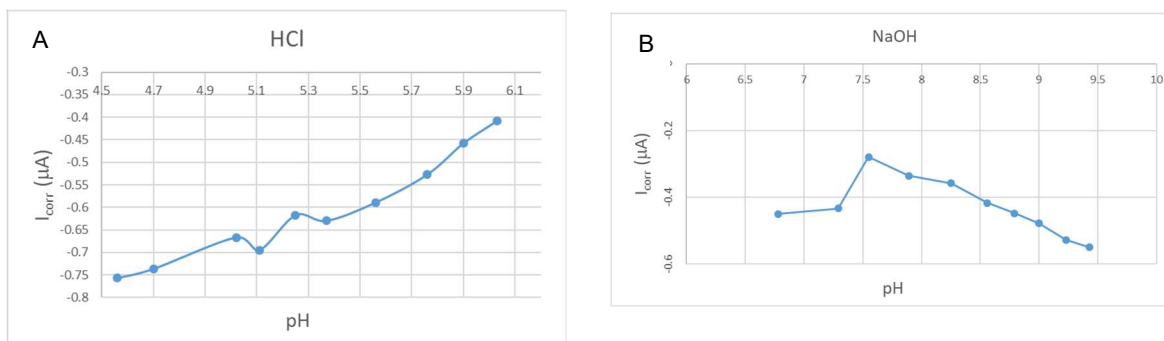 A
HCl
-0.3
4.5 4.7 4.9 5.1 5.3 5.5 5.7 5.9 6.1
-0.35
-0.4
-0.45
-0.5
-0.55
-0.6
-0.65
-0.7
-0.75
-0.8
Icorr (μA)
pH
B
NaOH
6 6.5 7 7.5 8 8.5 9 9.5 10
-0.2
-0.4
-0.6
Icorr (μA)
pH